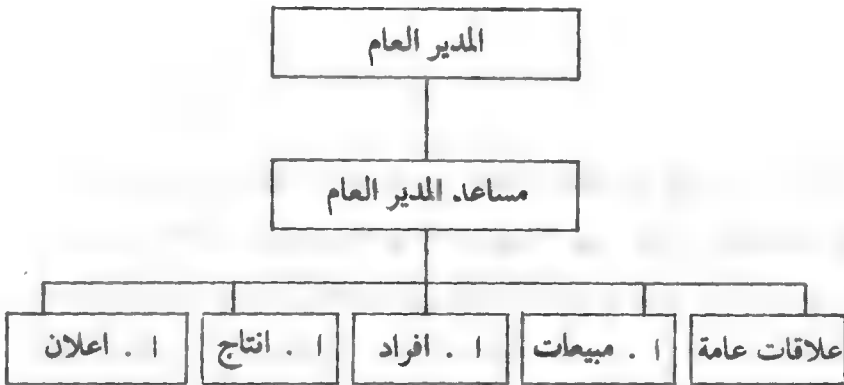 المدير العام
مساعد المدير العام
علاقات عامة
ا . مبيعات
ا . افراد
ا . انتاج
ا . اعلان